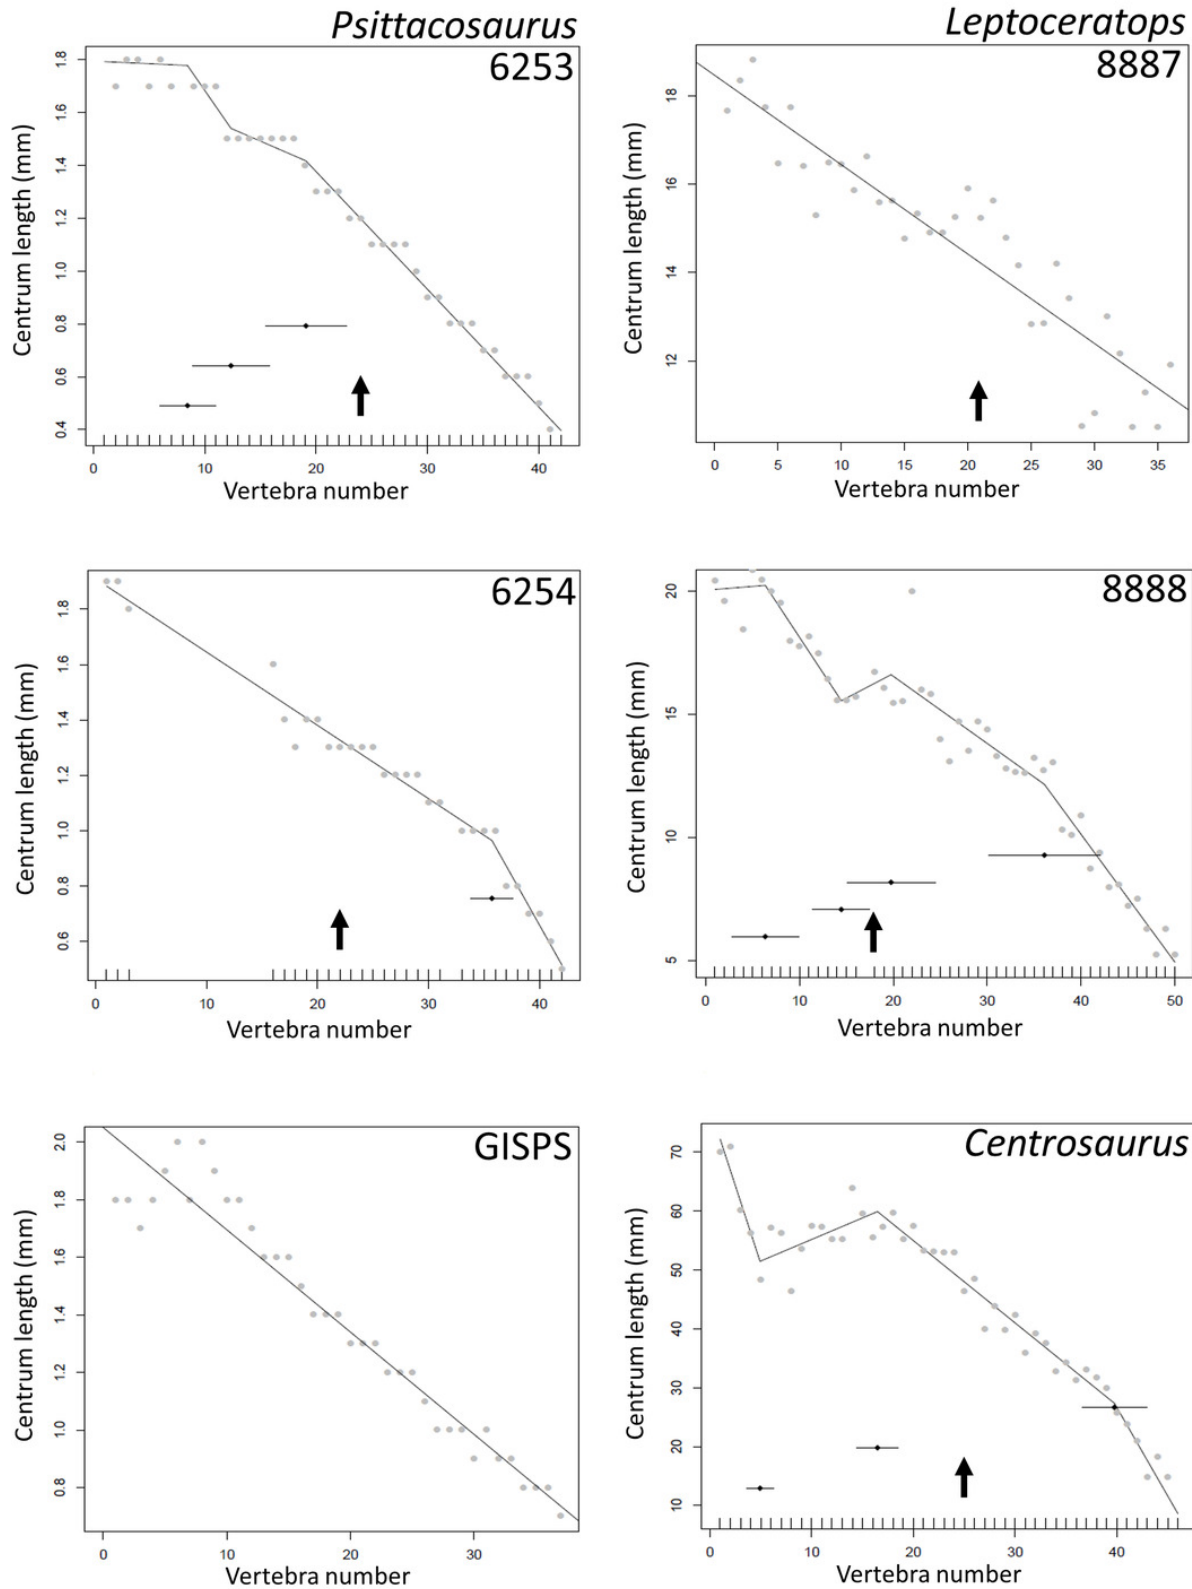 Psittacosaurus
6253
Centrum length (mm)
1.8
1.6
1.4
1.2
1.0
0.8
0.6
0.4
0 10 20 30 40
Vertebra number
Leptoceratops
8887
Centrum length (mm)
18
16
14
12
0 5 10 15 20 25 30 35
Vertebra number
6254
Centrum length (mm)
1.8
1.6
1.4
1.2
1.0
0.8
0.6
0 10 20 30 40
Vertebra number
8888
Centrum length (mm)
20
15
10
5
0 10 20 30 40 50
Vertebra number
GISPS
Centrum length (mm)
2.0
1.8
1.6
1.4
1.2
1.0
0.8
0 10 20 30
Vertebra number
Centrosaurus
Centrum length (mm)
70
60
50
40
30
20
10
0 10 20 30 40
Vertebra number